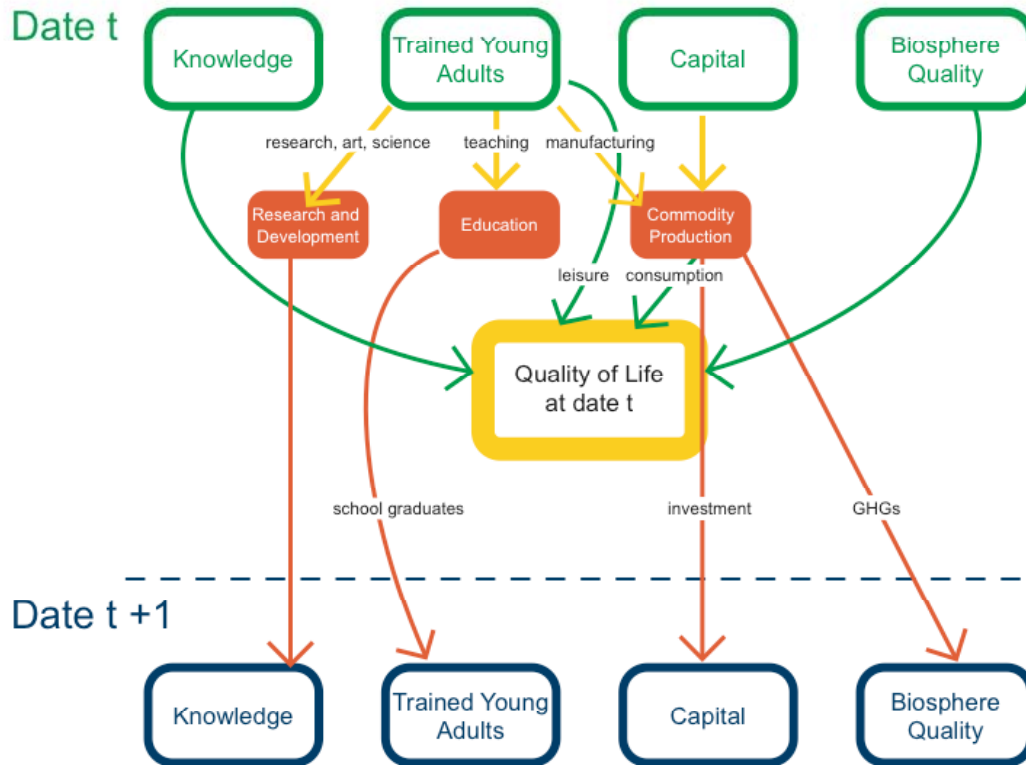 Date t
Knowledge
Trained Young
Adults
Capital
Biosphere
Quality
research, art, science
teaching
manufacturing
Research and
Development
Education
Commodity
Production
leisure
consumption
Quality of Life
at date t
school graduates
investment
GHGs
Date t +1
Knowledge
Trained Young
Adults
Capital
Biosphere
Quality